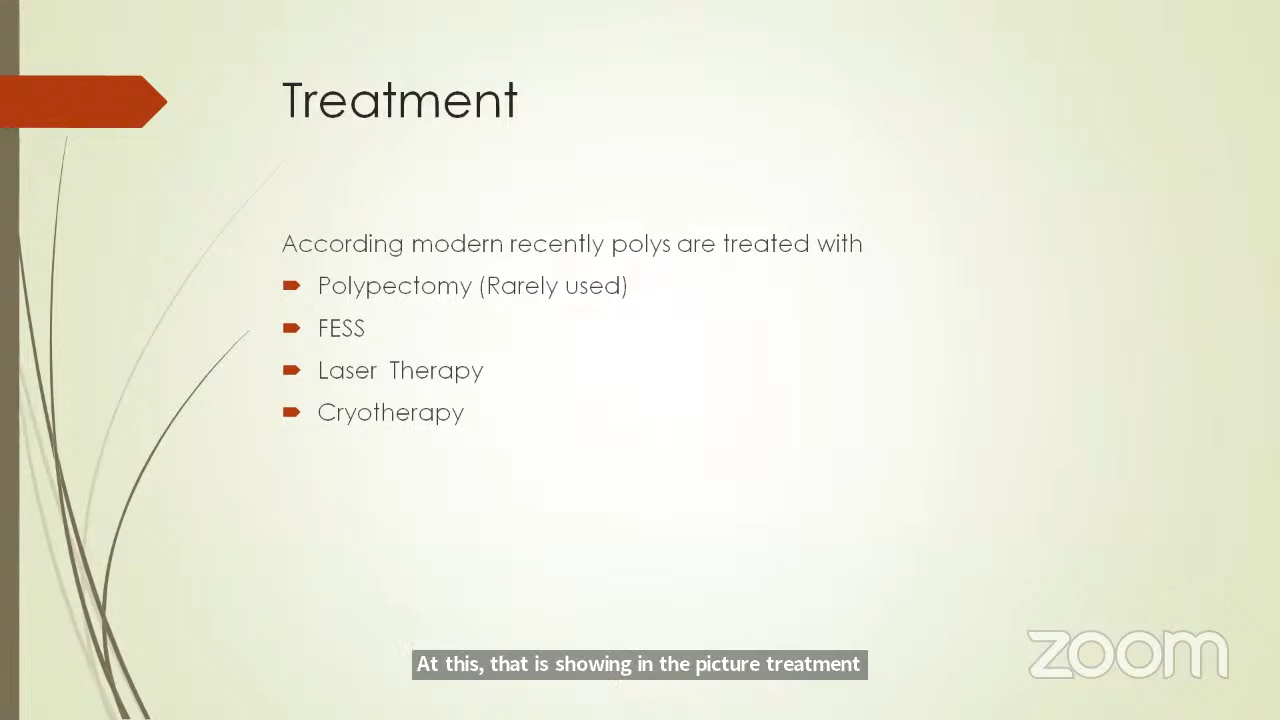 Treatment
According modern recently polys are treated with
Polypectomy (Rarely used)
FESS
Laser Therapy
Cryotherapy
At this, that is showing in the picture treatment
zoom